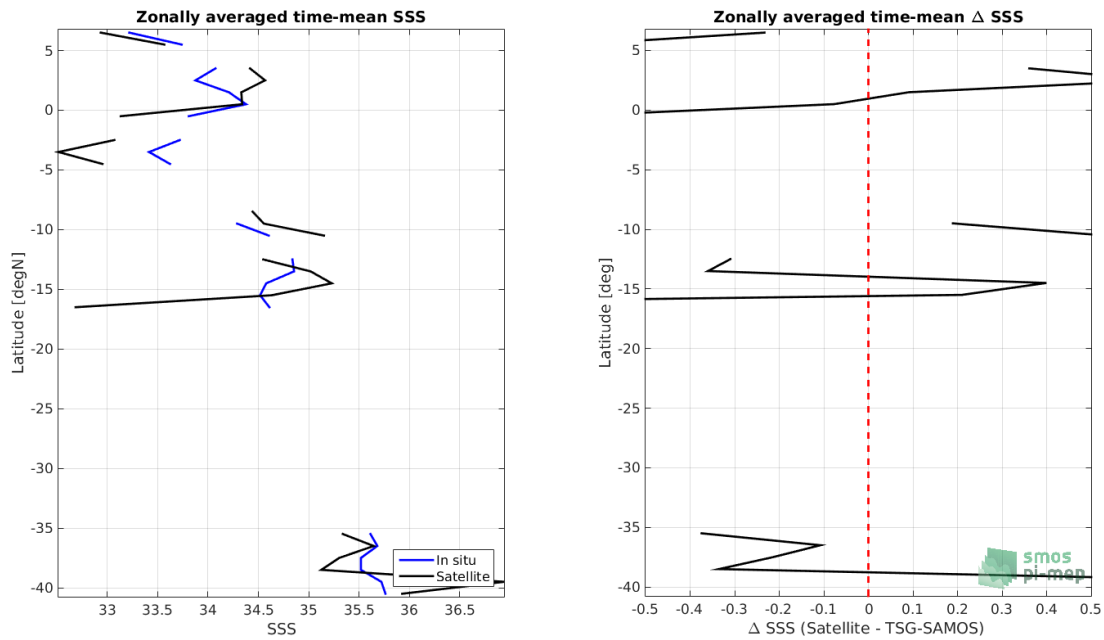 Zonally averaged time-mean SSS
5
0
-5
-10
-15
-20
-25
-30
-35
-40
Latitude [degN]
In situ
Satellite
33 33.5 34 34.5 35 35.5 36 36.5
SSS
Zonally averaged time-mean Δ SSS
5
0
-5
-10
-15
-20
-25
-30
-35
-40
Latitude [deg]
smos
pi-mep
-0.5 -0.4 -0.3 -0.2 -0.1 0 0.1 0.2 0.3 0.4 0.5
Δ SSS (Satellite - TSG-SAMOS)